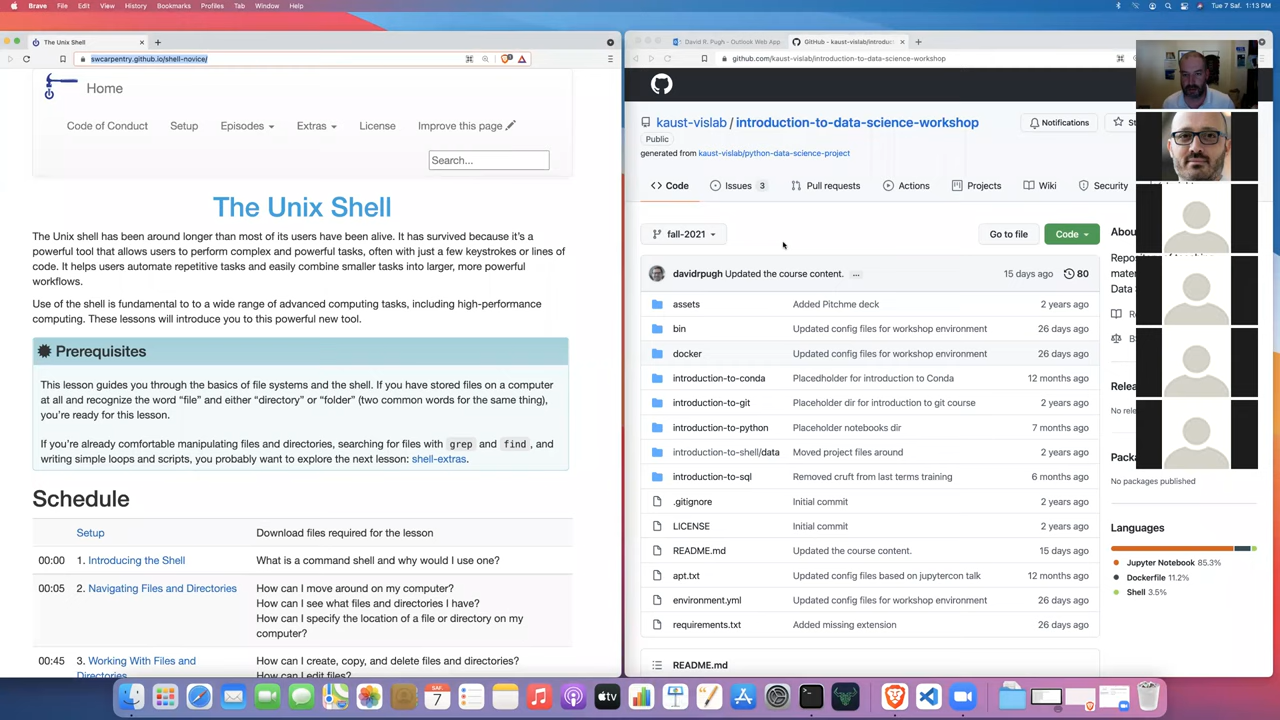 Brave File Edit View History Bookmarks Profiles Tab Window Help
Tue 7 Saf. 1:13 PM
The Unix Shell
swcarpentry.github.io/shell-novice/
Home
Code of Conduct Setup Episodes Extras License Improve this page
Search...
The Unix Shell
The Unix shell has been around longer than most of its users have been alive. It has survived because it's a
powerful tool that allows users to perform complex and powerful tasks, often with just a few keystrokes or lines of
code. It helps users automate repetitive tasks and easily combine smaller tasks into larger, more powerful
workflows.
Use of the shell is fundamental to to a wide range of advanced computing tasks, including high-performance
computing. These lessons will introduce you to this powerful new tool.
Prerequisites
This lesson guides you through the basics of file systems and the shell. If you have stored files on a computer
at all and recognize the word “file” and either “directory” or “folder” (two common words for the same thing),
you're ready for this lesson.
If you're already comfortable manipulating files and directories, searching for files with grep and find, and
writing simple loops and scripts, you probably want to explore the next lesson: shell-extras.
Schedule
Setup Download files required for the lesson
00:00 1. Introducing the Shell What is a command shell and why would I use one?
00:05 2. Navigating Files and Directories How can I move around on my computer?
How can I see what files and directories I have?
How can I specify the location of a file or directory on my
computer?
00:45 3. Working With Files and How can I create, copy, and delete files and directories?
Directories How can I edit files?
David R. Pugh - Outlook Web App
GitHub - kaust-vislab/introduc
github.com/kaust-vislab/introduction-to-data-science-workshop
kaust-vislab / introduction-to-data-science-workshop
Notifications
Public
generated from kaust-vislab/python-data-science-project
Code Issues 3 Pull requests Actions Projects Wiki Security
fall-2021 Go to file Code
davidrpugh Updated the course content. ... 15 days ago 80
assets Added Pitchme deck 2 years ago
bin Updated config files for workshop environment 26 days ago
docker Updated config files for workshop environment 26 days ago
introduction-to-conda Placedholder for introduction to Conda 12 months ago
introduction-to-git Placeholder dir for introduction to git course 2 years ago
introduction-to-python Placeholder notebooks dir 7 months ago
introduction-to-shell/data Moved project files around 2 years ago
introduction-to-sql Removed cruft from last terms training 6 months ago
.gitignore Initial commit 2 years ago
LICENSE Initial commit 2 years ago
README.md Updated the course content. 15 days ago
apt.txt Updated config files based on jupytercon talk 12 months ago
environment.yml Updated config files for workshop environment 26 days ago
requirements.txt Added missing extension 26 days ago
README.md
Abou
Repo
mate
Data
Relea
No rele
Pack
No packages published
Languages
Jupyter Notebook 85.3%
Dockerfile 11.2%
Shell 3.5%
SAT
7
tv